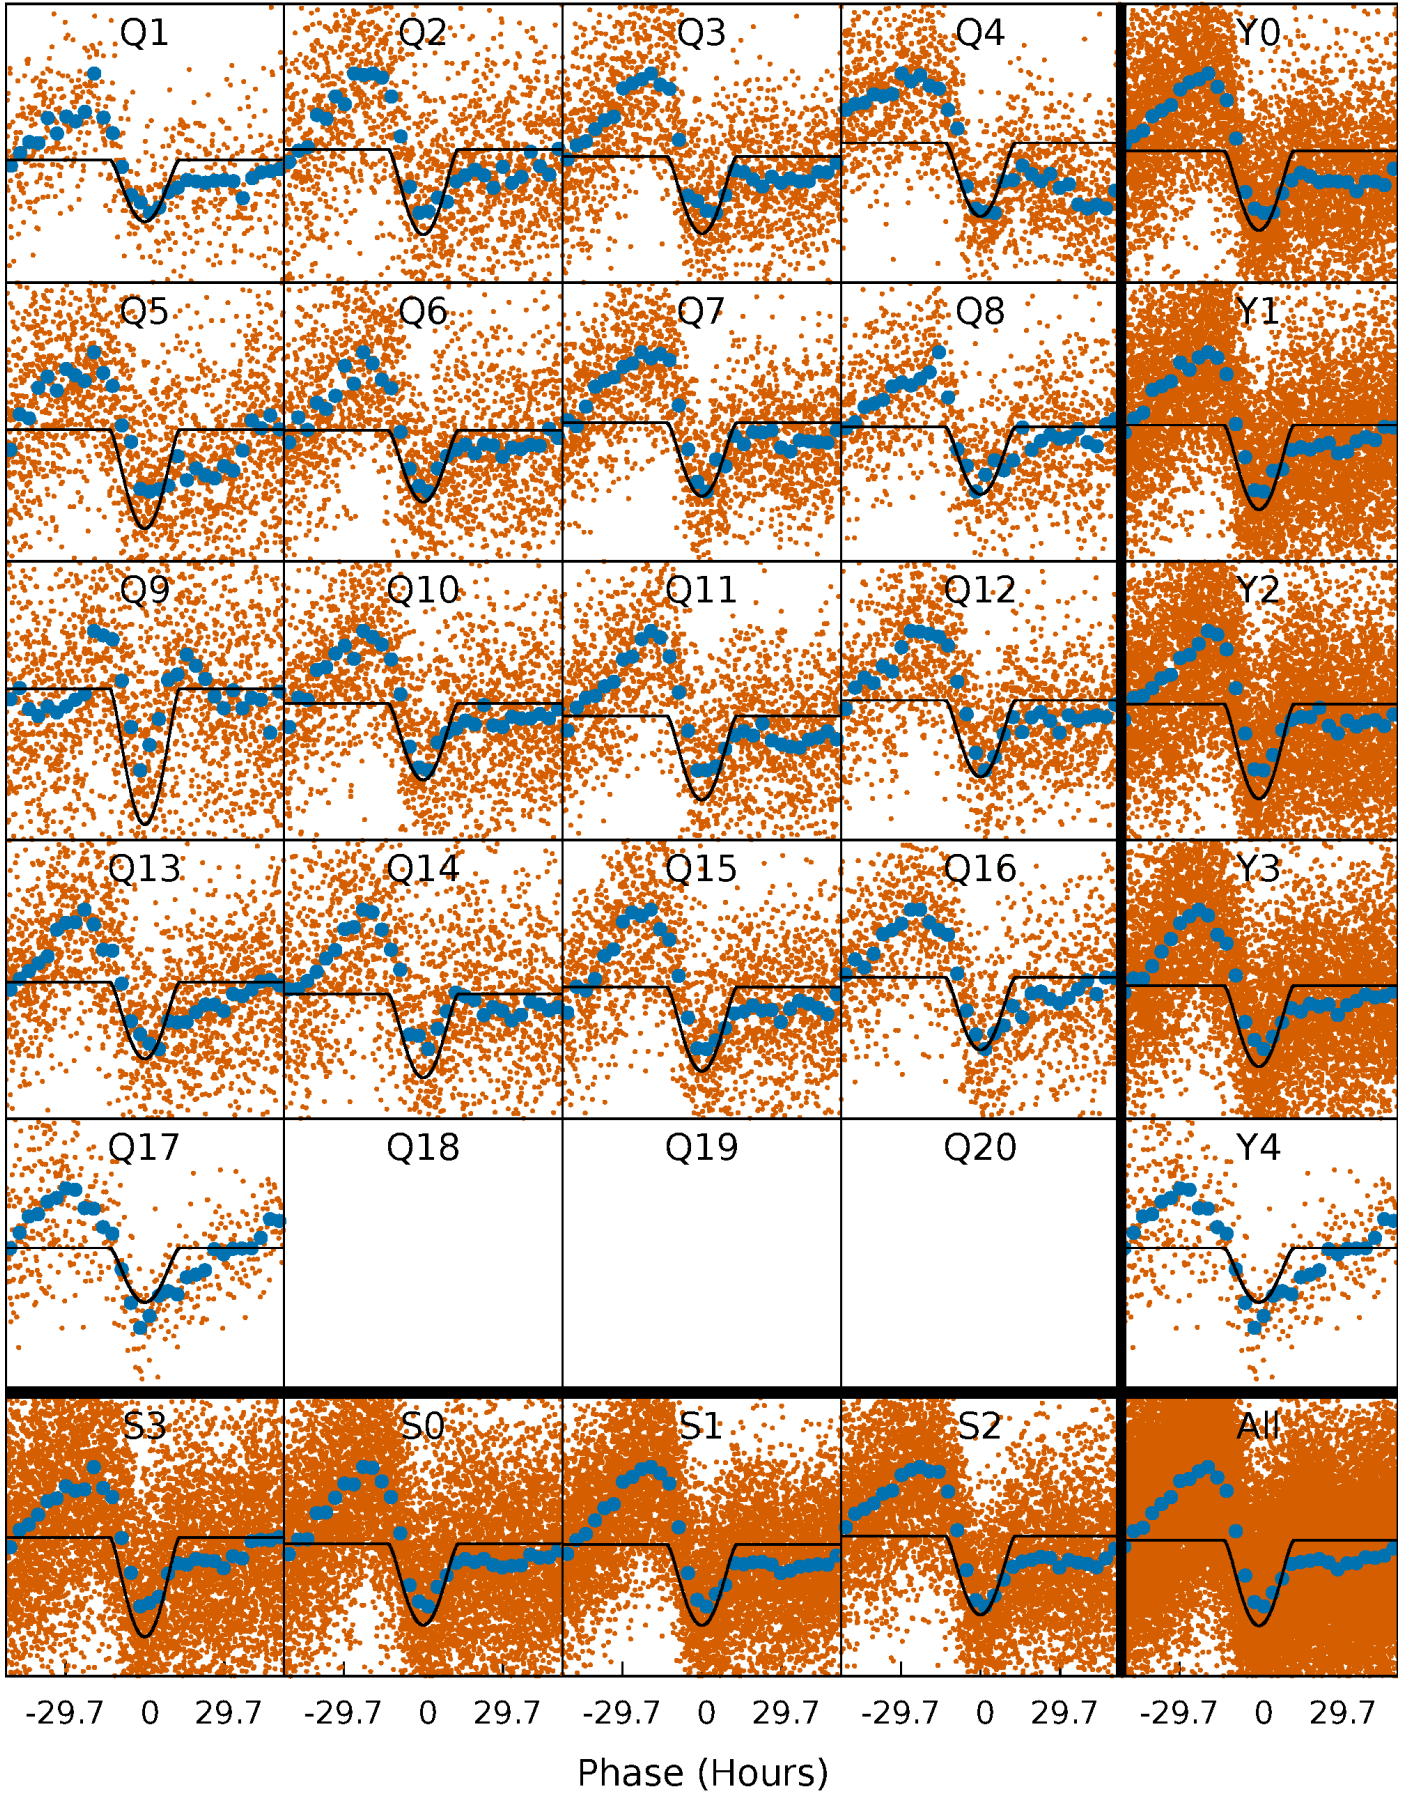 Q1 Q2 Q3 Q4 Y0
Q5 Q6 Q7 Q8 Y1
Q9 Q10 Q11 Q12 Y2
Q13 Q14 Q15 Q16 Y3
Q17 Q18 Q19 Q20 Y4
S3 S0 S1 S2 All
-29.7 0 29.7 -29.7 0 29.7 -29.7 0 29.7 -29.7 0 29.7 -29.7 0 29.7
Phase (Hours)